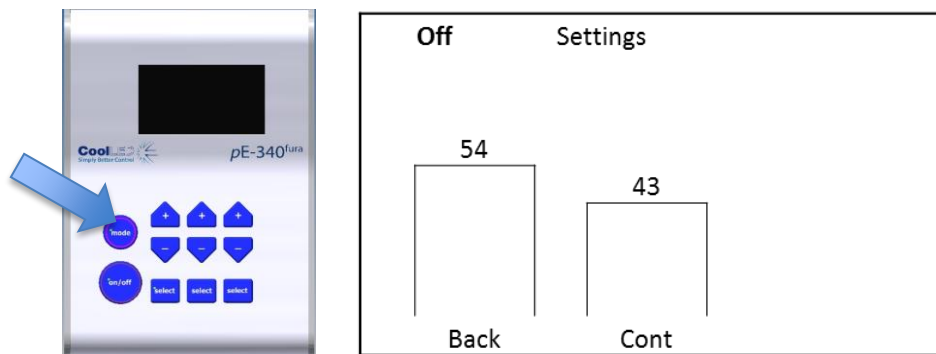 CoolLED
Simply Better Control
pE-340fura
+ + +
*mode
− − −
*on/off
*select select select
Off Settings
54
43
Back Cont